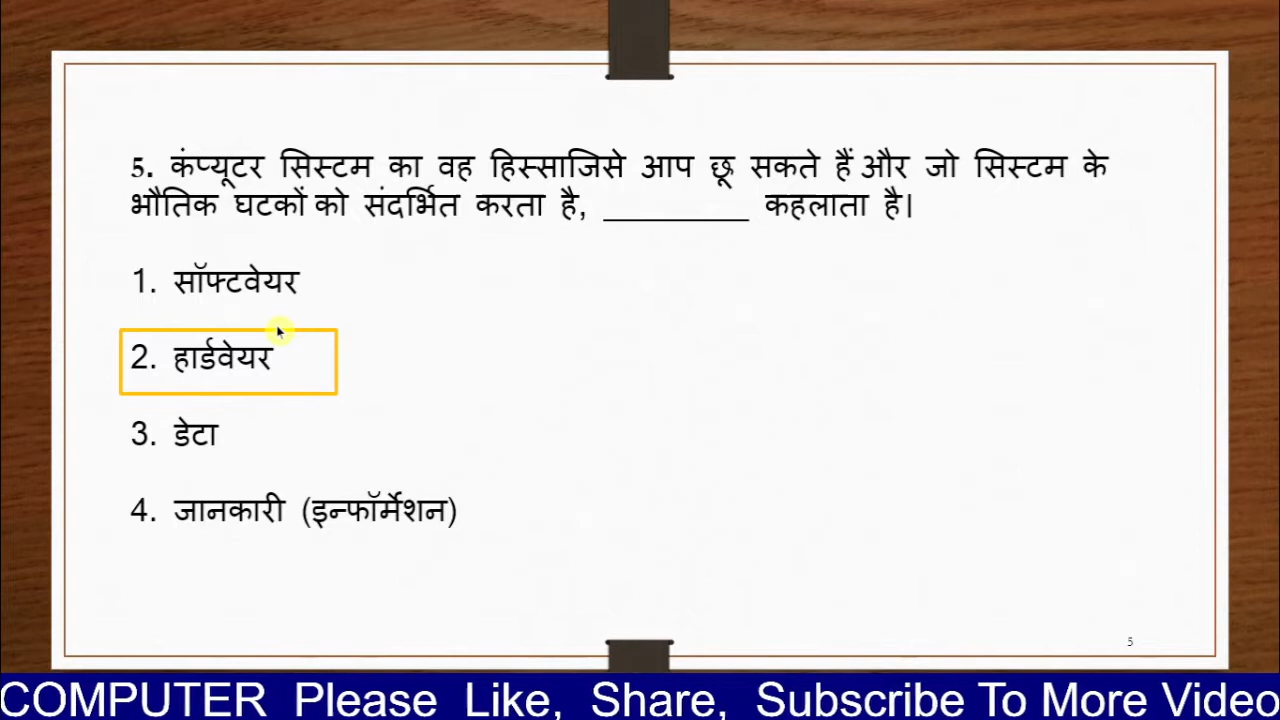 5. कंप्यूटर सिस्टम का वह हिस्साजिसे आप छू सकते हैं और जो सिस्टम के
भौतिक घटकों को संदर्भित करता है, _________ कहलाता है।
1. सॉफ्टवेयर
2. हार्डवेयर
3. डेटा
4. जानकारी (इन्फॉर्मेशन)
5
COMPUTER Please Like, Share, Subscribe To More Video